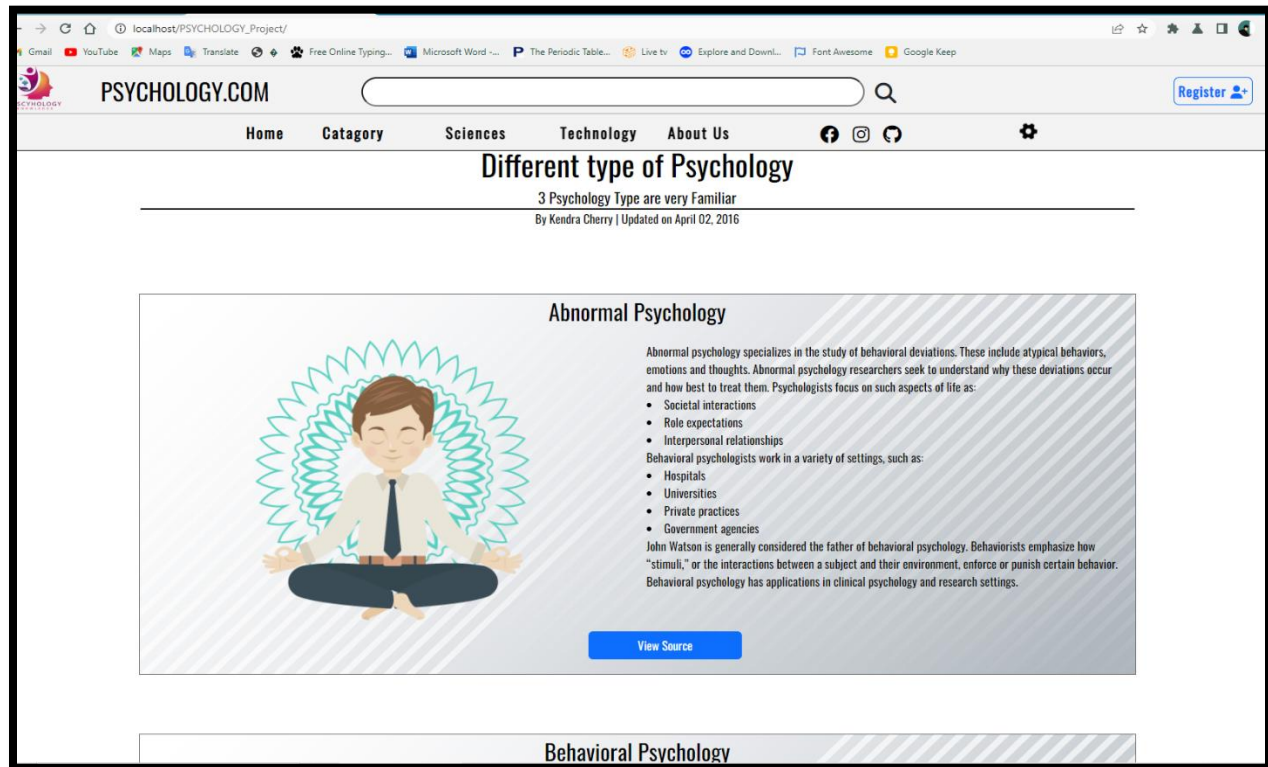 localhost/PSYCHOLOGY_Project/
Gmail YouTube Maps Translate Free Online Typing... Microsoft Word -... The Periodic Table... Live tv Explore and Downl... Font Awesome Google Keep
PSYCHOLOGY.COM Register
Home Catagory Sciences Technology About Us
Different type of Psychology
3 Psychology Type are very Familiar
By Kendra Cherry | Updated on April 02, 2016
Abnormal Psychology
Abnormal psychology specializes in the study of behavioral deviations. These include atypical behaviors,
emotions and thoughts. Abnormal psychology researchers seek to understand why these deviations occur
and how best to treat them. Psychologists focus on such aspects of life as:
• Societal interactions
• Role expectations
• Interpersonal relationships
Behavioral psychologists work in a variety of settings, such as:
• Hospitals
• Universities
• Private practices
• Government agencies
John Watson is generally considered the father of behavioral psychology. Behaviorists emphasize how
“stimuli,” or the interactions between a subject and their environment, enforce or punish certain behavior.
Behavioral psychology has applications in clinical psychology and research settings.
View Source
Behavioral Psychology